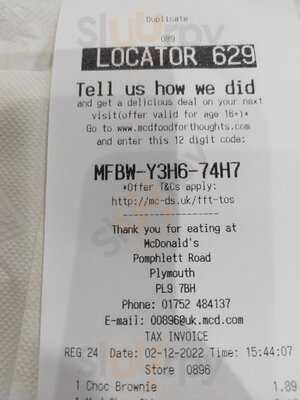 Duplicate
089
LOCATOR 629
Tell us how we did
and get a delicious deal on your next
visit(offer valid for age 16+)*
Go to www.mcdfoodforthoughts.com
and enter this 12 digit code:
MFBW-Y3H6-74H7
*Offer T&Cs apply:
http://mc-ds.uk/fft-tos
Thank you for eating at
McDonald's
Pomphlett Road
Plymouth
PL9 7BH
Phone: 01752 484137
E-mail: 00896@uk.mcd.com
TAX INVOICE
REG 24 Date: 02-12-2022 Time: 15:44:07
Store 0896
1 Choc Brownie 1.89